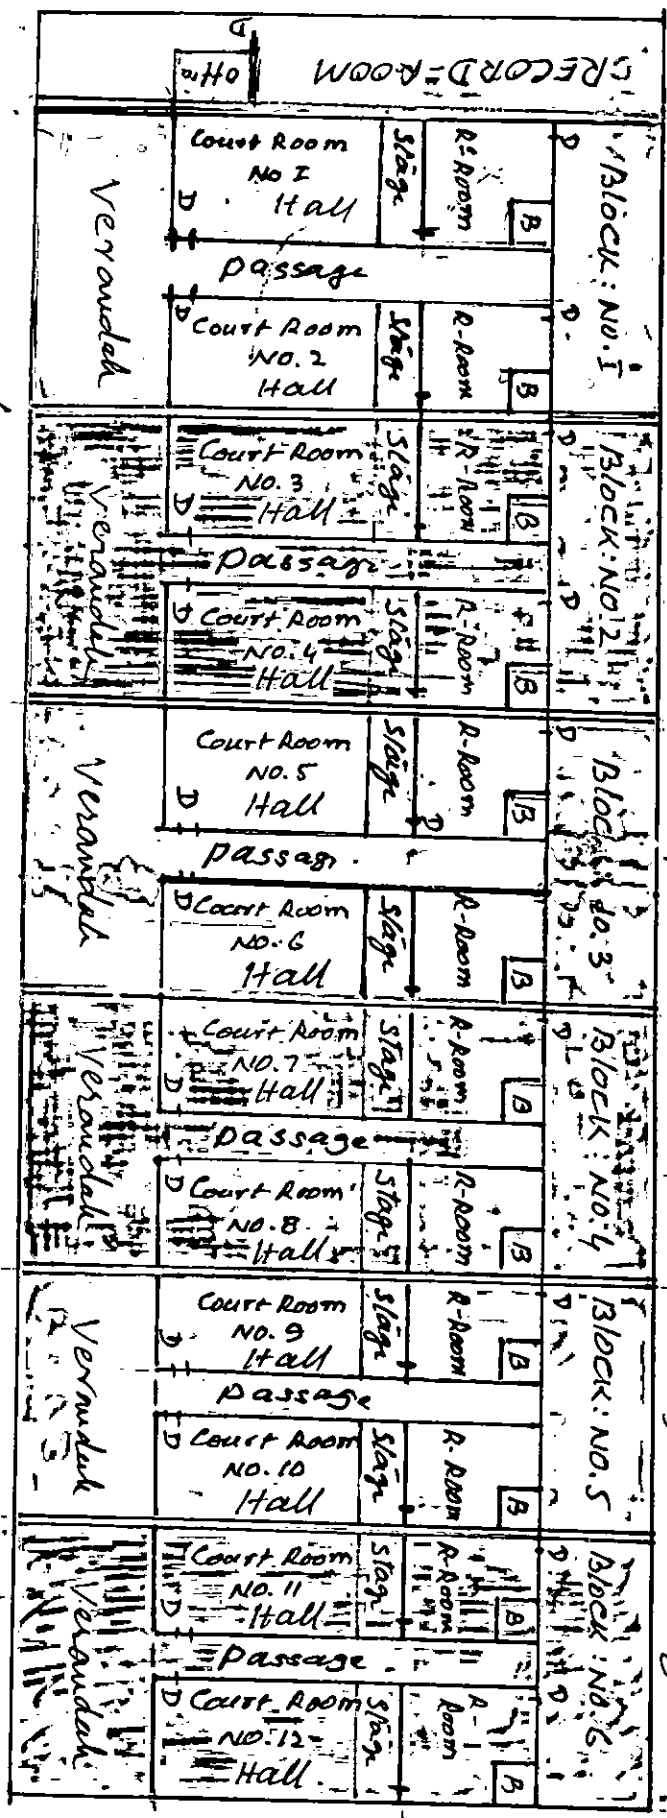 RECORD-ROOM
D
Court Room
No I
Hall
D
Stage
R-Room
B
D
Block: No. I
Verandah
Passage
D
Court Room
NO. 2
Hall
Stage
R-Room
B
D
D
Court Room
NO. 3
Hall
D
Stage
R-Room
B
Block: NO 2
Verandah
Passage
D
Court Room
NO. 4
Hall
Stage
R-Room
B
D
Court Room
NO. 5
Hall
D
Stage
R-Room
D
B
D
Verandah
Passag.
D
Coort Room
NO. 6
Hall
Stage
R-Room
B
Court Room
NO. 7
Hall
D
Stage
R-Room
B
D
Block: NO. 4
Verandah
Passage
D
Court Room
NO. 8
Hall
Stage
R-Room
B
Court Room
NO. 9
Hall
D
Stage
R-Room
B
D
Block: NO. 5
Verandah
Passage
D
Court Room
NO. 10
Hall
Stage
R-Room
B
Court Room
NO. 11
Hall
D
Stage
R-Room
B
D
Block: NO. 6
Verandah
Passage
D
Court Room
NO. 12
Hall
Stage
R-
Room
B
D